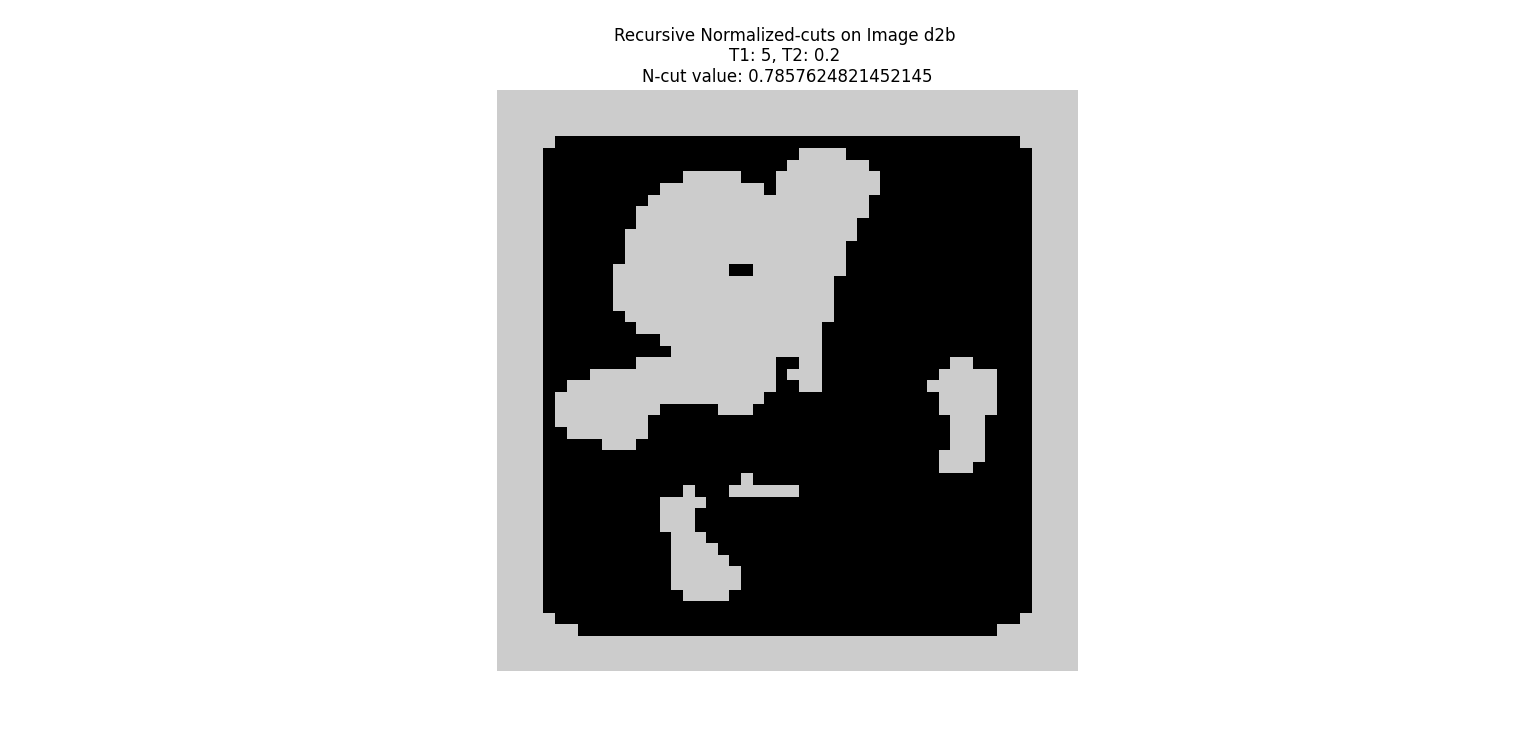 Recursive Normalized-cuts on Image d2b
T1: 5, T2: 0.2
N-cut value: 0.7857624821452145